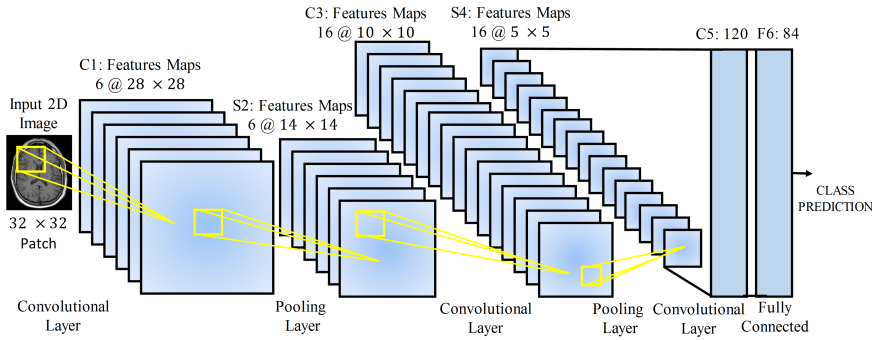 C3: Features Maps
16 @ 10 × 10
S4: Features Maps
16 @ 5 × 5
C5: 120
F6: 84
C1: Features Maps
6 @ 28 × 28
Input 2D
Image
S2: Features Maps
6 @ 14 × 14
32 × 32
Patch
CLASS
PREDICTION
Convolutional
Layer
Pooling
Layer
Convolutional
Layer
Pooling
Layer
Convolutional
Layer
Fully
Connected